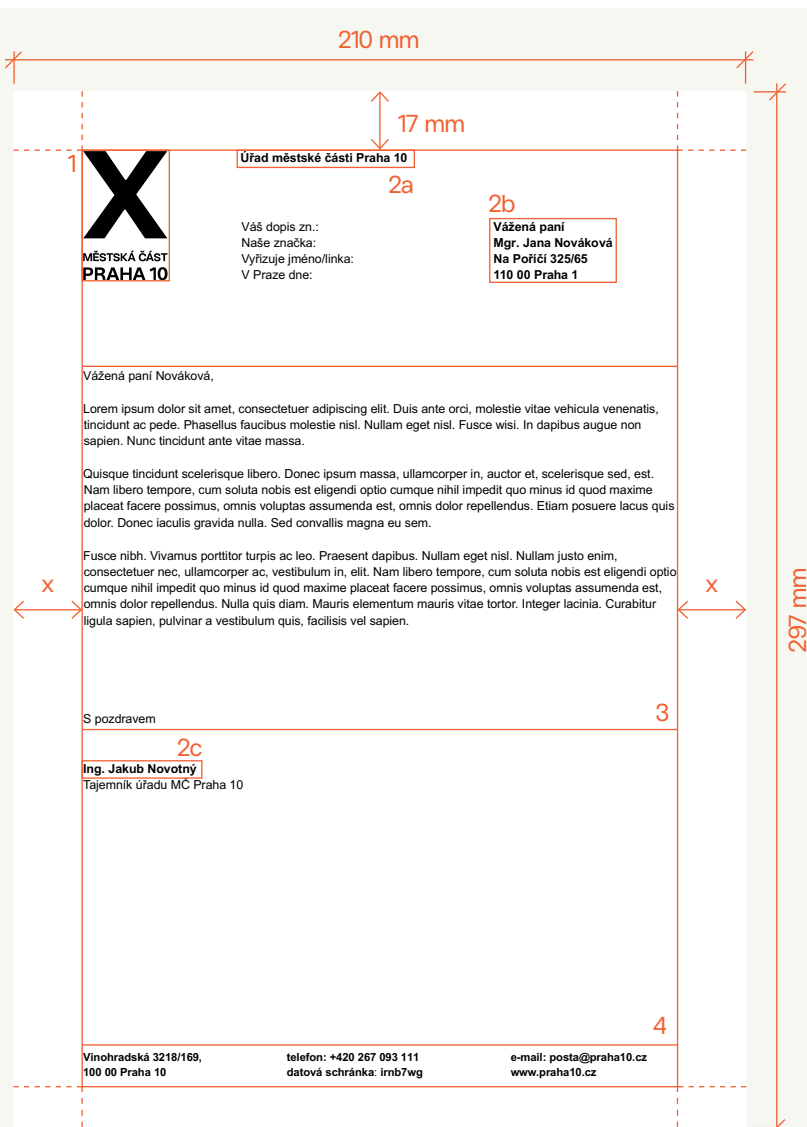 210 mm
17 mm
1
X
MĚSTSKÁ ČÁST
PRAHA 10
Úřad městské části Praha 10
2a
2b
Váš dopis zn.:
Naše značka:
Vyřizuje jméno/linka:
V Praze dne:
Vážená paní
Mgr. Jana Nováková
Na Poříčí 325/65
110 00 Praha 1
Vážená paní Nováková,
Lorem ipsum dolor sit amet, consectetuer adipiscing elit. Duis ante orci, molestie vitae vehicula venenatis,
tincidunt ac pede. Phasellus faucibus molestie nisl. Nullam eget nisl. Fusce wisi. In dapibus augue non
sapien. Nunc tincidunt ante vitae massa.
Quisque tincidunt scelerisque libero. Donec ipsum massa, ullamcorper in, auctor et, scelerisque sed, est.
Nam libero tempore, cum soluta nobis est eligendi optio cumque nihil impedit quo minus id quod maxime
placeat facere possimus, omnis voluptas assumenda est, omnis dolor repellendus. Etiam posuere lacus quis
dolor. Donec iaculis gravida nulla. Sed convallis magna eu sem.
Fusce nibh. Vivamus porttitor turpis ac leo. Praesent dapibus. Nullam eget nisl. Nullam justo enim,
consectetuer nec, ullamcorper ac, vestibulum in, elit. Nam libero tempore, cum soluta nobis est eligendi optio
cumque nihil impedit quo minus id quod maxime placeat facere possimus, omnis voluptas assumenda est,
omnis dolor repellendus. Nulla quis diam. Mauris elementum mauris vitae tortor. Integer lacinia. Curabitur
ligula sapien, pulvinar a vestibulum quis, facilisis vel sapien.
x
x
297 mm
S pozdravem
3
2c
Ing. Jakub Novotný
Tajemník úřadu MČ Praha 10
4
Vinohradská 3218/169,
100 00 Praha 10
telefon: +420 267 093 111
datová schránka: irnb7wg
e-mail: posta@praha10.cz
www.praha10.cz